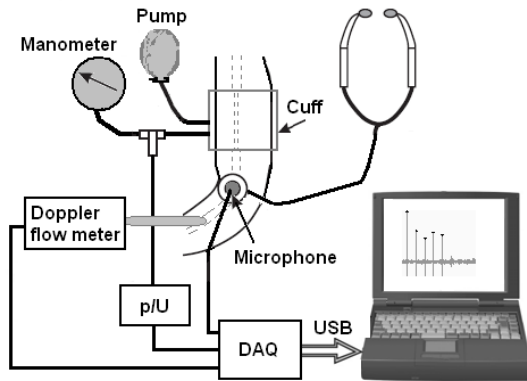 Pump
Manometer
Cuff
Doppler
flow meter
Microphone
p/U
USB
DAQ